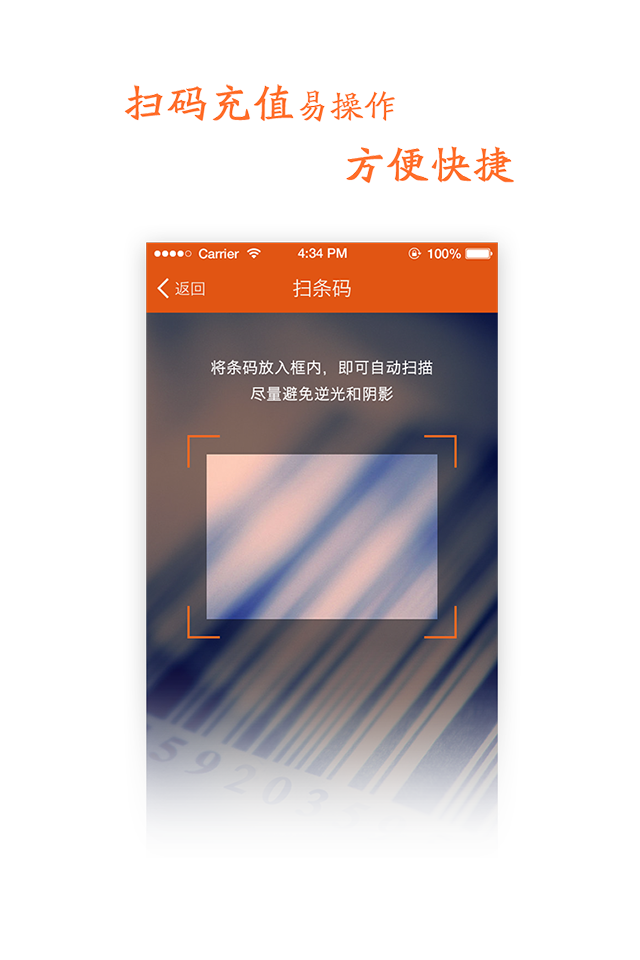 扫码充值易操作
方便快捷
Carrier 4:34 PM 100%
返回 扫条码
将条码放入框内，即可自动扫描
尽量避免逆光和阴影
59203